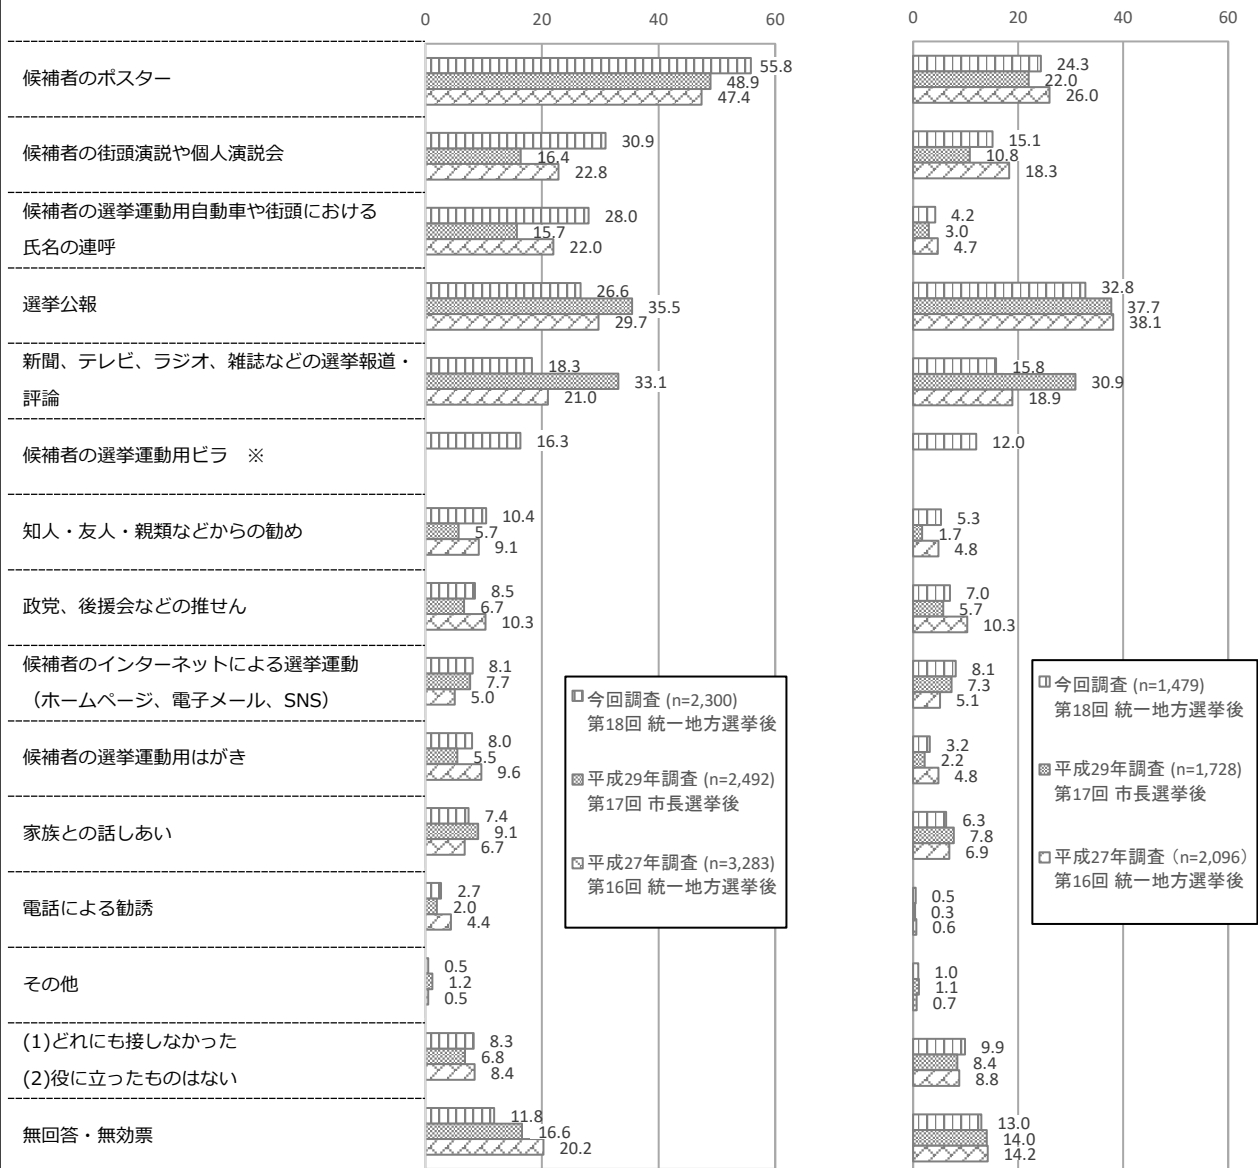 0 20 40 60 0 20 40 60
候補者のポスター 55.8 24.3
48.9 22.0
47.4 26.0
候補者の街頭演説や個人演説会 30.9 15.1
16.4 10.8
22.8 18.3
候補者の選挙運動用自動車や街頭における 28.0 4.2
15.7 3.0
氏名の連呼 22.0 4.7
選挙公報 26.6 32.8
35.5 37.7
29.7 38.1
新聞、テレビ、ラジオ、雑誌などの選挙報道・ 18.3 15.8
33.1 30.9
評論 21.0 18.9
候補者の選挙運動用ビラ ※ 16.3 12.0
知人・友人・親類などからの勧め 10.4 5.3
5.7 1.7
9.1 4.8
政党、後援会などの推せん 8.5 7.0
6.7 5.7
10.3 10.3
候補者のインターネットによる選挙運動 8.1 8.1
7.7 7.3
（ホームページ、電子メール、SNS） 5.0 5.1
候補者の選挙運動用はがき 8.0 3.2
5.5 2.2
9.6 4.8
家族との話しあい 7.4 6.3
9.1 7.8
6.7 6.9
電話による勧誘 2.7 0.5
2.0 0.3
4.4 0.6
その他 0.5 1.0
1.2 1.1
0.5 0.7
(1)どれにも接しなかった 8.3 9.9
6.8 8.4
(2)役に立ったものはない 8.4 8.8
無回答・無効票 11.8 13.0
16.6 14.0
20.2 14.2
今回調査 (n=2,300)
第18回 統一地方選挙後
平成29年調査 (n=2,492)
第17回 市長選挙後
平成27年調査 (n=3,283)
第16回 統一地方選挙後
今回調査 (n=1,479)
第18回 統一地方選挙後
平成29年調査 (n=1,728)
第17回 市長選挙後
平成27年調査（n=2,096）
第16回 統一地方選挙後